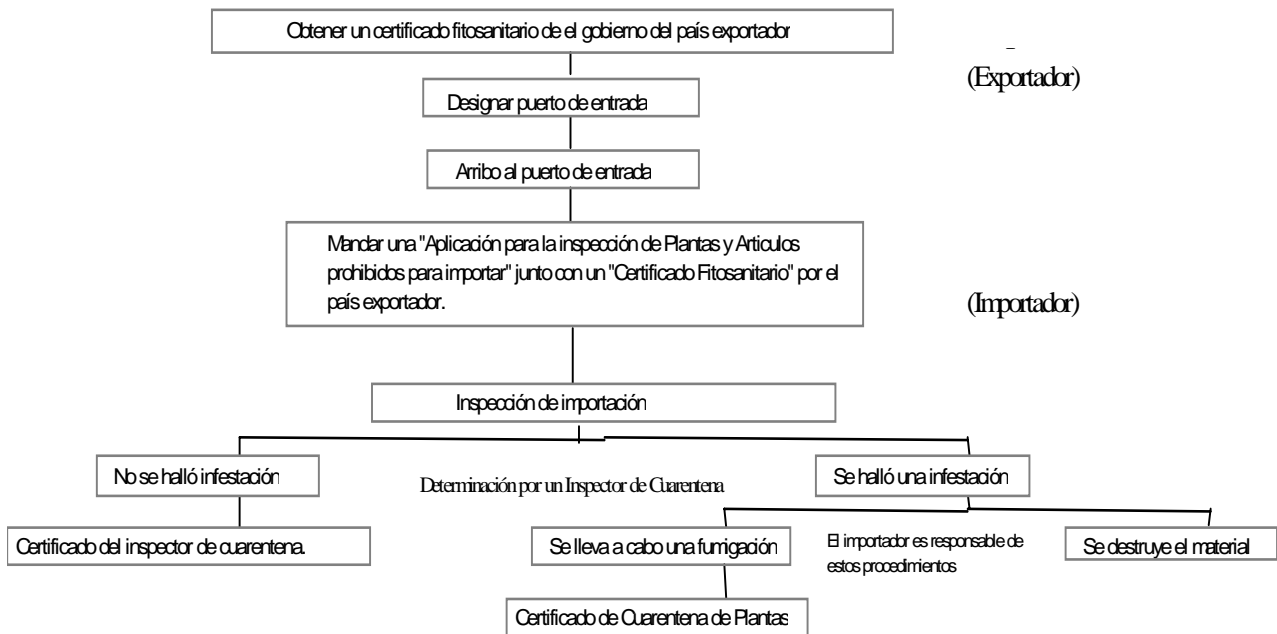 Obtener un certificado fitosanitario de el gobierno del país exportador
(Exportador)
Designar puerto de entrada
Arribo al puerto de entrada
Mandar una "Aplicación para la inspección de Plantas y Articulos
prohibidos para importar" junto con un "Certificado Fitosanitario" por el
país exportador.
(Importador)
Inspección de importación
No se halló infestación
Determinación por un Inspector de Cuarentena
Se halló una infestación
Certificado del inspector de cuarentena.
Se lleva a cabo una fumigación
El importador es responsable de
estos procedimientos
Se destruye el material
Certificado de Cuarentena de Plantas